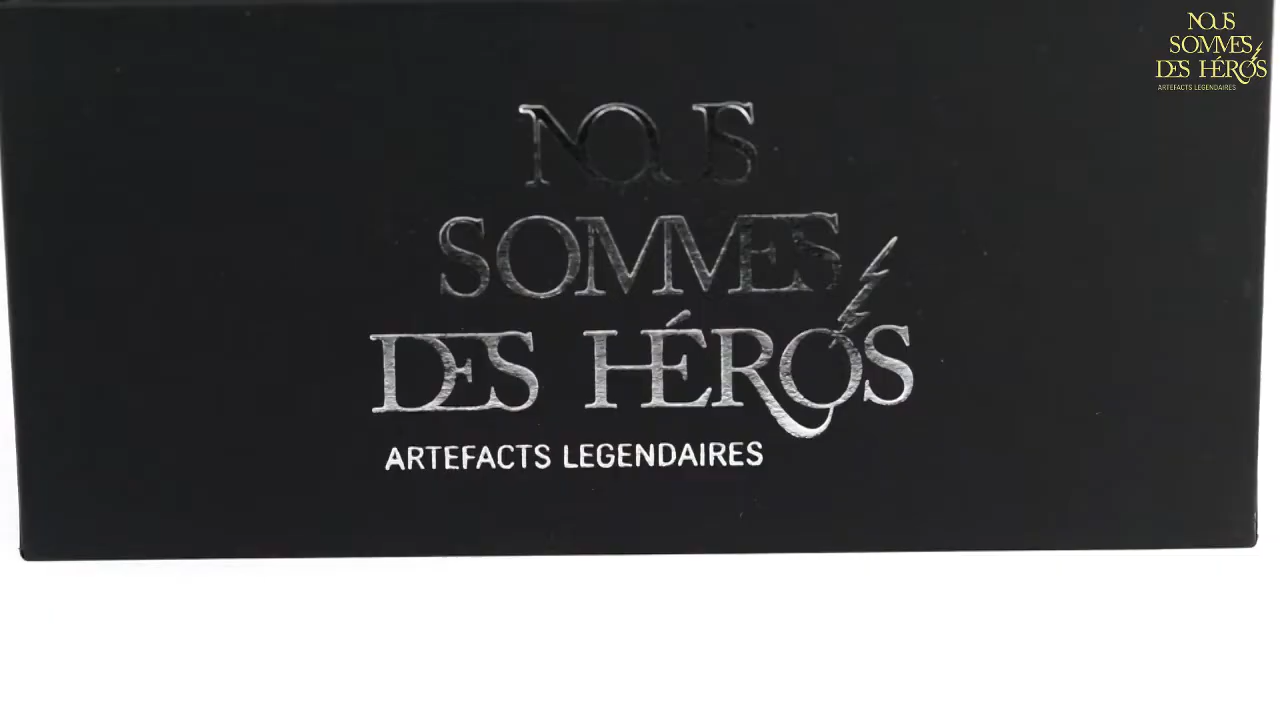 NOUS
SOMMES
DES HÉROS
ARTEFACTS LEGENDAIRES
NOUS
SOMMES
DES HÉROS
ARTEFACTS LEGENDAIRES